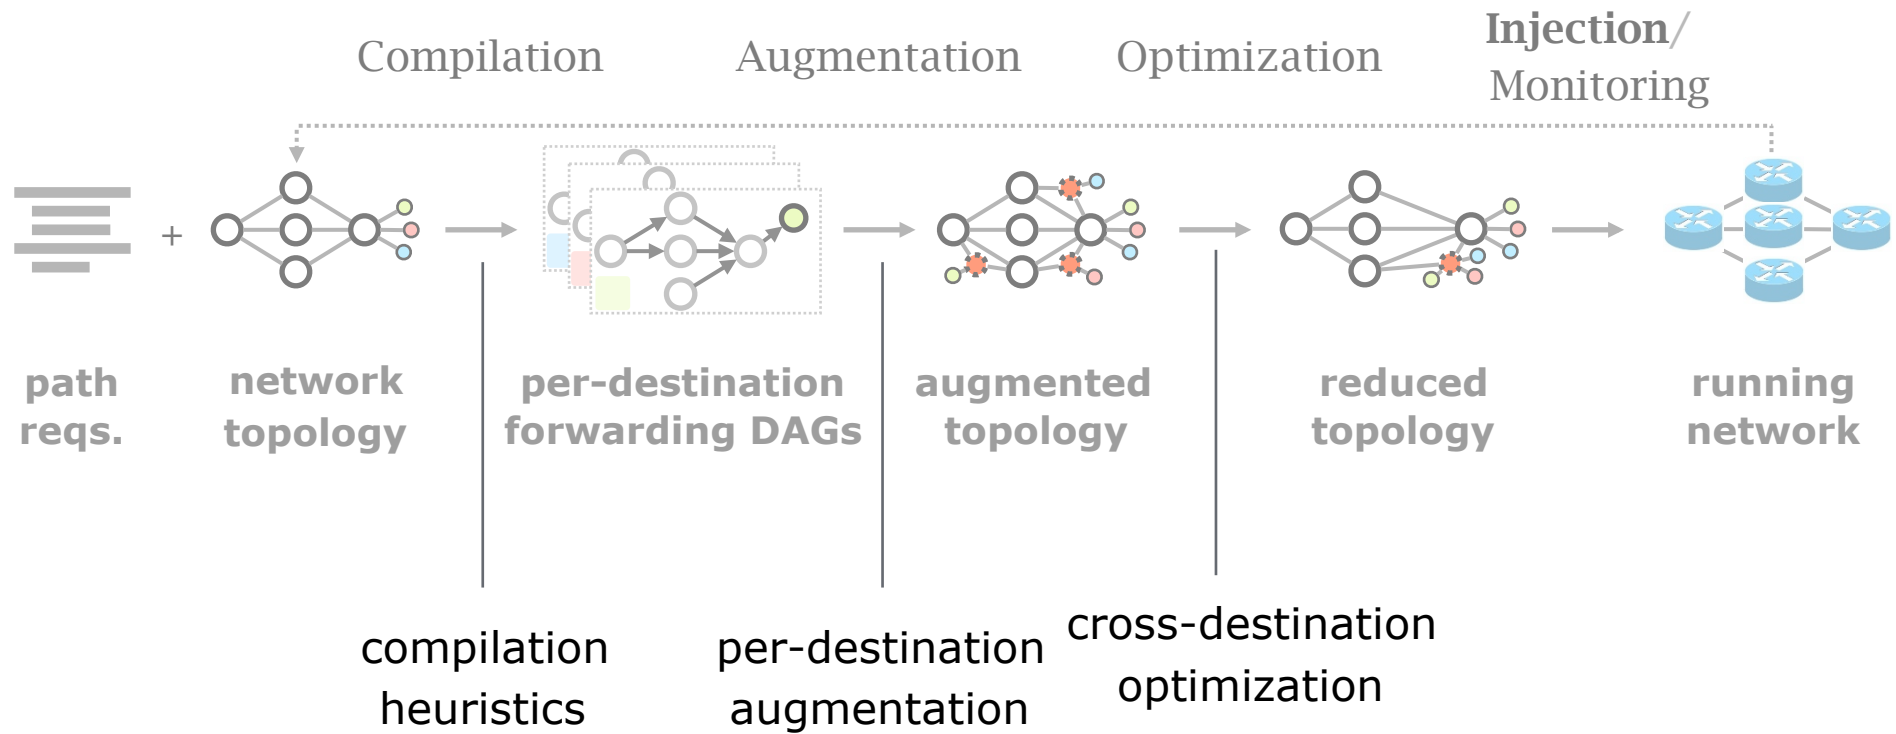 Compilation
Augmentation
Optimization
Injection/
Monitoring
+
path
reqs.
network
topology
per-destination
forwarding DAGs
augmented
topology
reduced
topology
running
network
compilation
heuristics
per-destination
augmentation
cross-destination
optimization